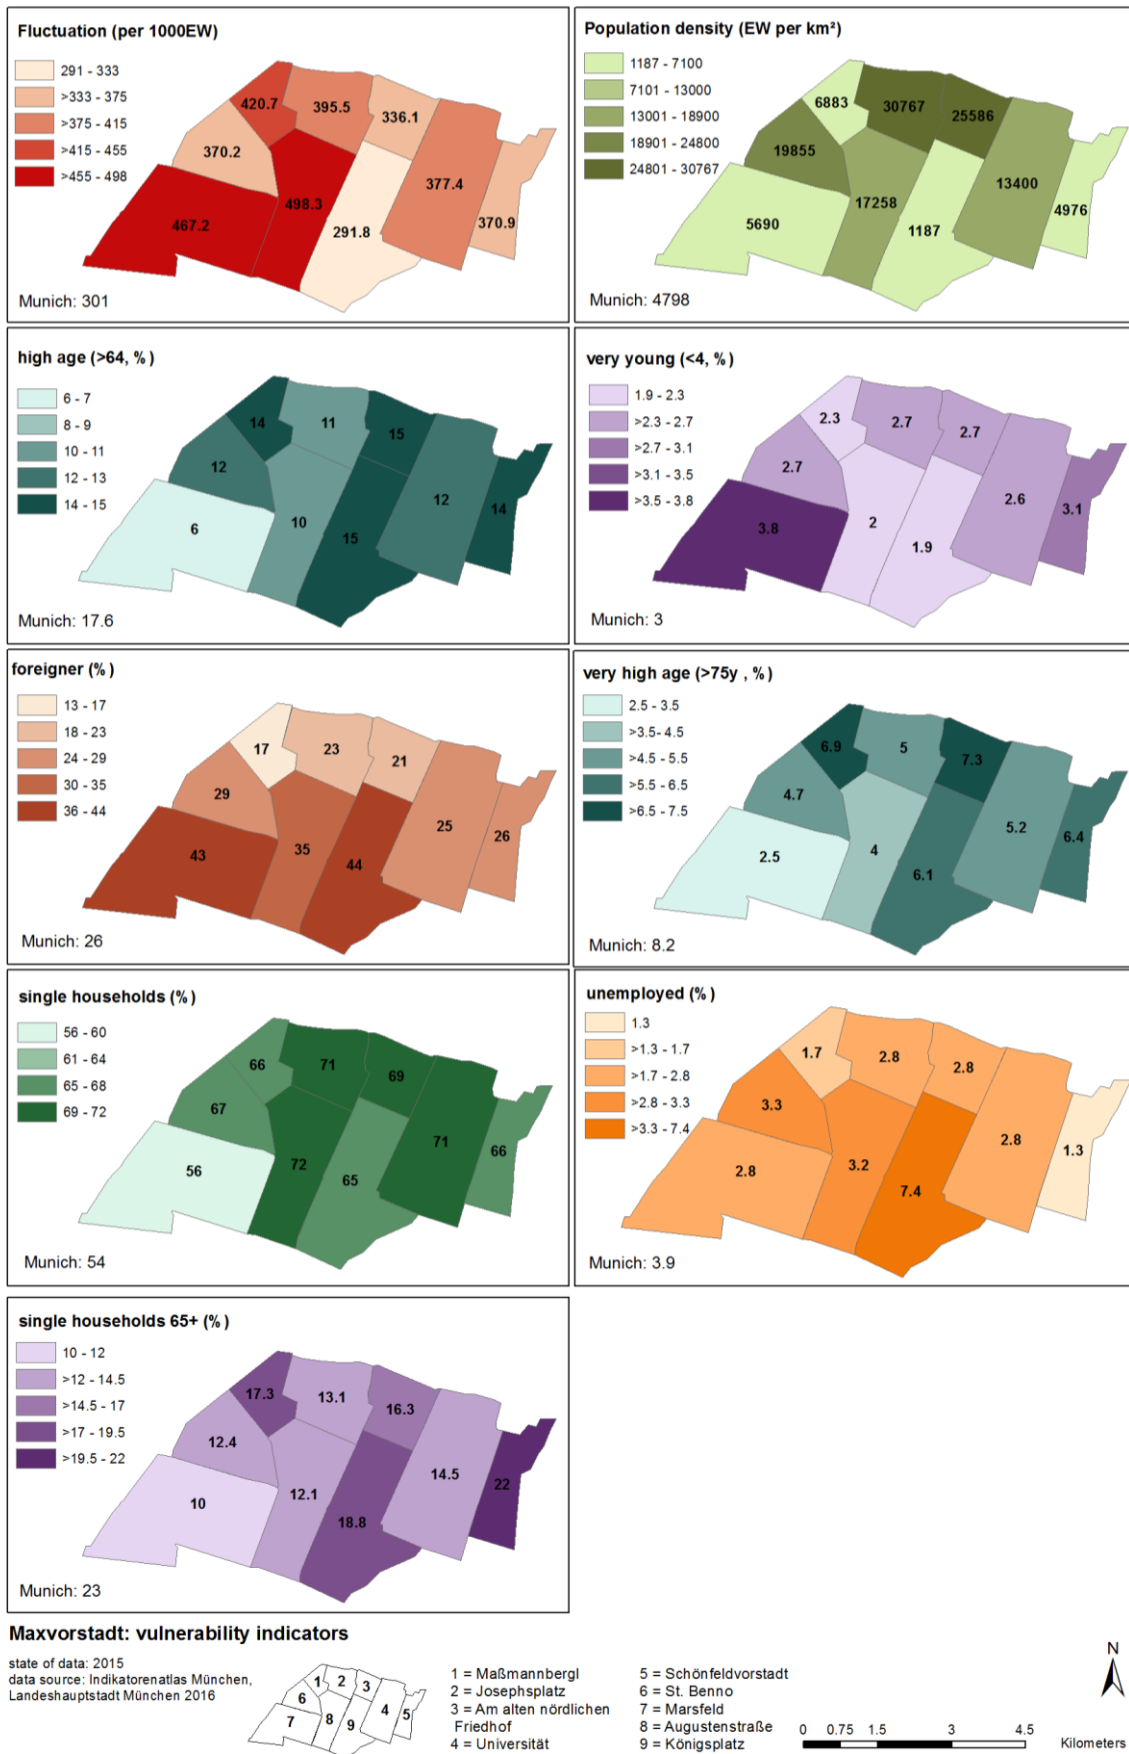 Fluctuation (per 1000EW)
291 - 333
>333 - 375
>375 - 415
>415 - 455
>455 - 498
420.7
395.5
336.1
370.2
377.4
498.3
467.2
291.8
370.9
Munich: 301
Population density (EW per km²)
1187 - 7100
7101 - 13000
13001 - 18900
18901 - 24800
24801 - 30767
6883
30767
25586
19855
13400
17258
5690
1187
4976
Munich: 4798
high age (>64, %)
6 - 7
8 - 9
10 - 11
12 - 13
14 - 15
14
11
15
12
12
10
6
15
14
Munich: 17.6
very young (<4, %)
1.9 - 2.3
>2.3 - 2.7
>2.7 - 3.1
>3.1 - 3.5
>3.5 - 3.8
2.3
2.7
2.7
2.7
2.6
3.1
3.8
2
1.9
Munich: 3
foreigner (%)
13 - 17
18 - 23
24 - 29
30 - 35
36 - 44
17
23
21
29
25
26
43
35
44
Munich: 26
very high age (>75y , %)
2.5 - 3.5
>3.5- 4.5
>4.5 - 5.5
>5.5 - 6.5
>6.5 - 7.5
6.9
5
7.3
4.7
5.2
6.4
2.5
4
6.1
Munich: 8.2
single households (%)
56 - 60
61 - 64
65 - 68
69 - 72
66
71
69
67
71
66
56
72
65
Munich: 54
unemployed (%)
1.3
>1.3 - 1.7
>1.7 - 2.8
>2.8 - 3.3
>3.3 - 7.4
1.7
2.8
2.8
3.3
2.8
1.3
2.8
3.2
7.4
Munich: 3.9
single households 65+ (%)
10 - 12
>12 - 14.5
>14.5 - 17
>17 - 19.5
>19.5 - 22
17.3
13.1
16.3
12.4
14.5
22
10
12.1
18.8
Munich: 23
Maxvorstadt: vulnerability indicators
state of data: 2015
data source: Indikatorenatlas München,
Landeshauptstadt München 2016
1
2
3
6
4
5
7
8
9
1 = Maßmannbergl
2 = Josephsplatz
3 = Am alten nördlichen
Friedhof
4 = Universität
5 = Schönfeldvorstadt
6 = St. Benno
7 = Marsfeld
8 = Augustenstraße
9 = Königsplatz
N
0 0.75 1.5 3 4.5
Kilometers